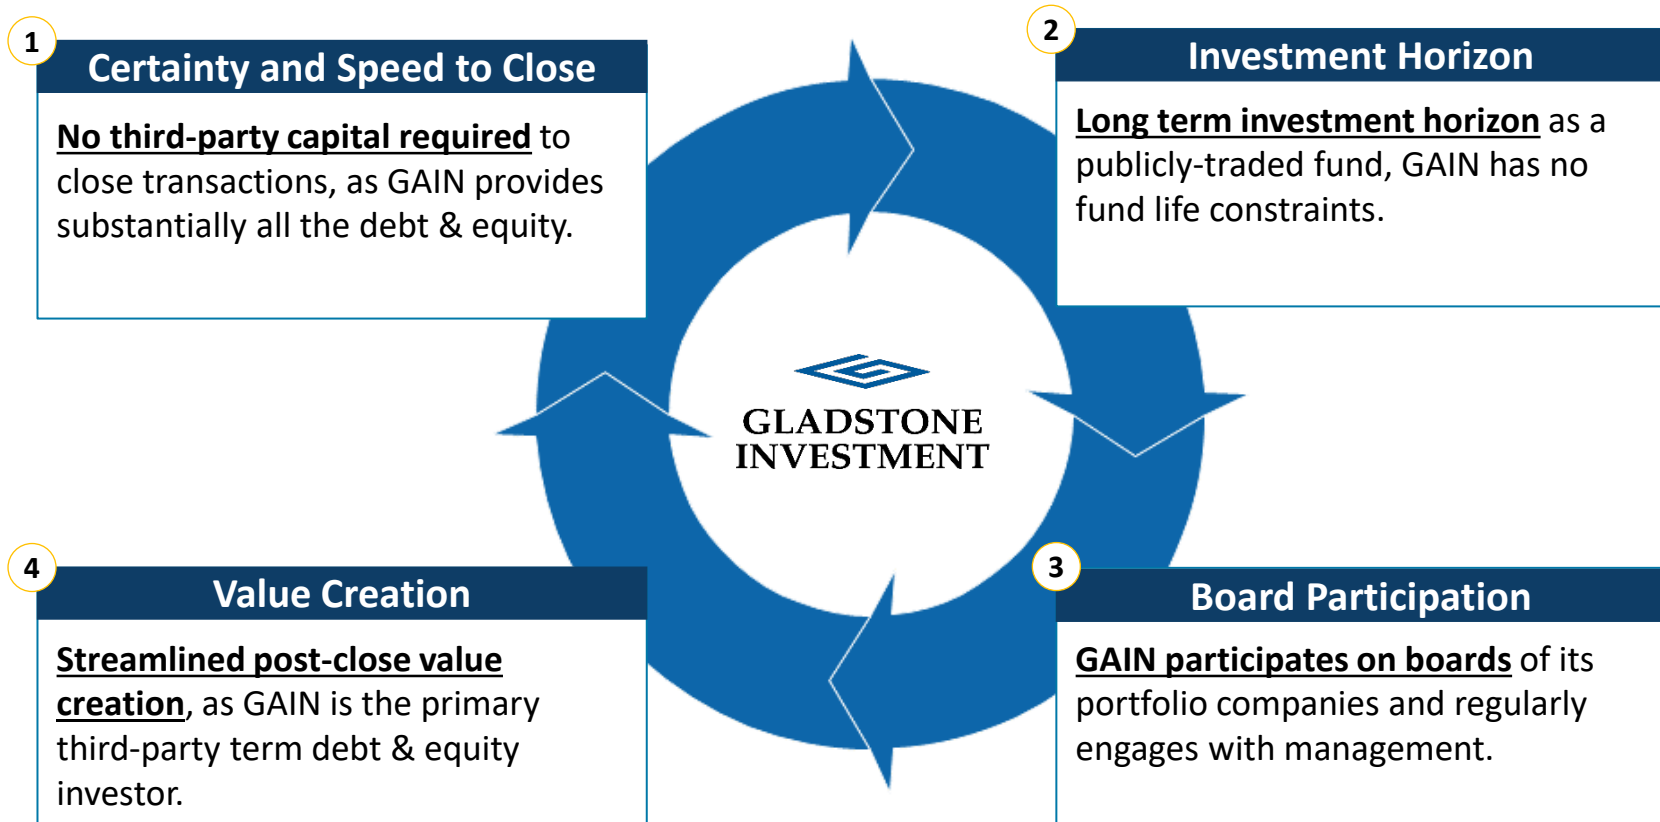 1
Certainty and Speed to Close
No third-party capital required to
close transactions, as GAIN provides
substantially all the debt & equity.
2
Investment Horizon
Long term investment horizon as a
publicly-traded fund, GAIN has no
fund life constraints.
GLADSTONE
INVESTMENT
4
Value Creation
Streamlined post-close value
creation, as GAIN is the primary
third-party term debt & equity
investor.
3
Board Participation
GAIN participates on boards of its
portfolio companies and regularly
engages with management.